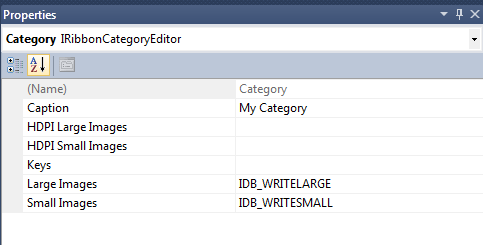 Properties
Category IRibbonCategoryEditor
(Name) Category
Caption My Category
HDPI Large Images
HDPI Small Images
Keys
Large Images IDB_WRITELARGE
Small Images IDB_WRITESMALL